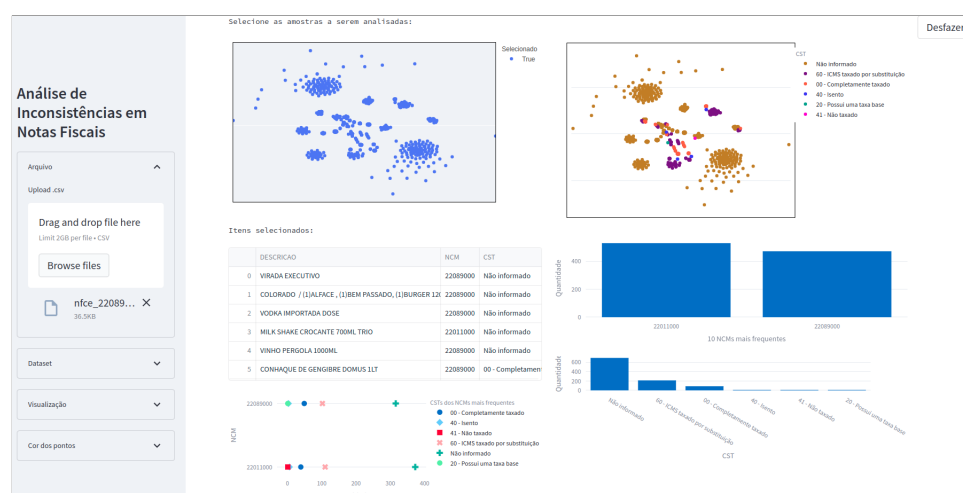 Selecione as amostras a serem analisadas:
Desfazer
Análise de
Inconsistências em
Notas Fiscais
Arquivo
Upload .csv
Drag and drop file here
Limit 2GB per file • CSV
Browse files
nfce_22089...
36.5KB
Dataset
Visualização
Cor dos pontos
Selecionado
True
CST
Não informado
60 - ICMS taxado por substituição
00 - Completamente taxado
40 - Isento
20 - Possui uma taxa base
41 - Não taxado
Itens selecionados:
DESCRICAO NCM CST
0 VIRADA EXECUTIVO 22089000 Não informado
1 COLORADO / (1)ALFACE , (1)BEM PASSADO, (1)BURGER 120 22089000 Não informado
2 VODKA IMPORTADA DOSE 22089000 Não informado
3 MILK SHAKE CROCANTE 700ML TRIO 22011000 Não informado
4 VINHO PERGOLA 1000ML 22089000 Não informado
5 CONHAQUE DE GENGIBRE DOMUS 1LT 22089000 00 - Completamen
Quantidade
400
200
0
22011000 22089000
10 NCMs mais frequentes
Quantidade
600
400
200
0
Não informado
60 - ICMS taxado por substituição
00 - Completamente taxado
40 - Isento
41 - Não taxado
20 - Possui uma taxa base
CST
NCM
22089000
22011000
0 100 200 300 400
CSTs dos NCMs mais frequentes
00 - Completamente taxado
40 - Isento
41 - Não taxado
60 - ICMS taxado por substituição
Não informado
20 - Possui uma taxa base